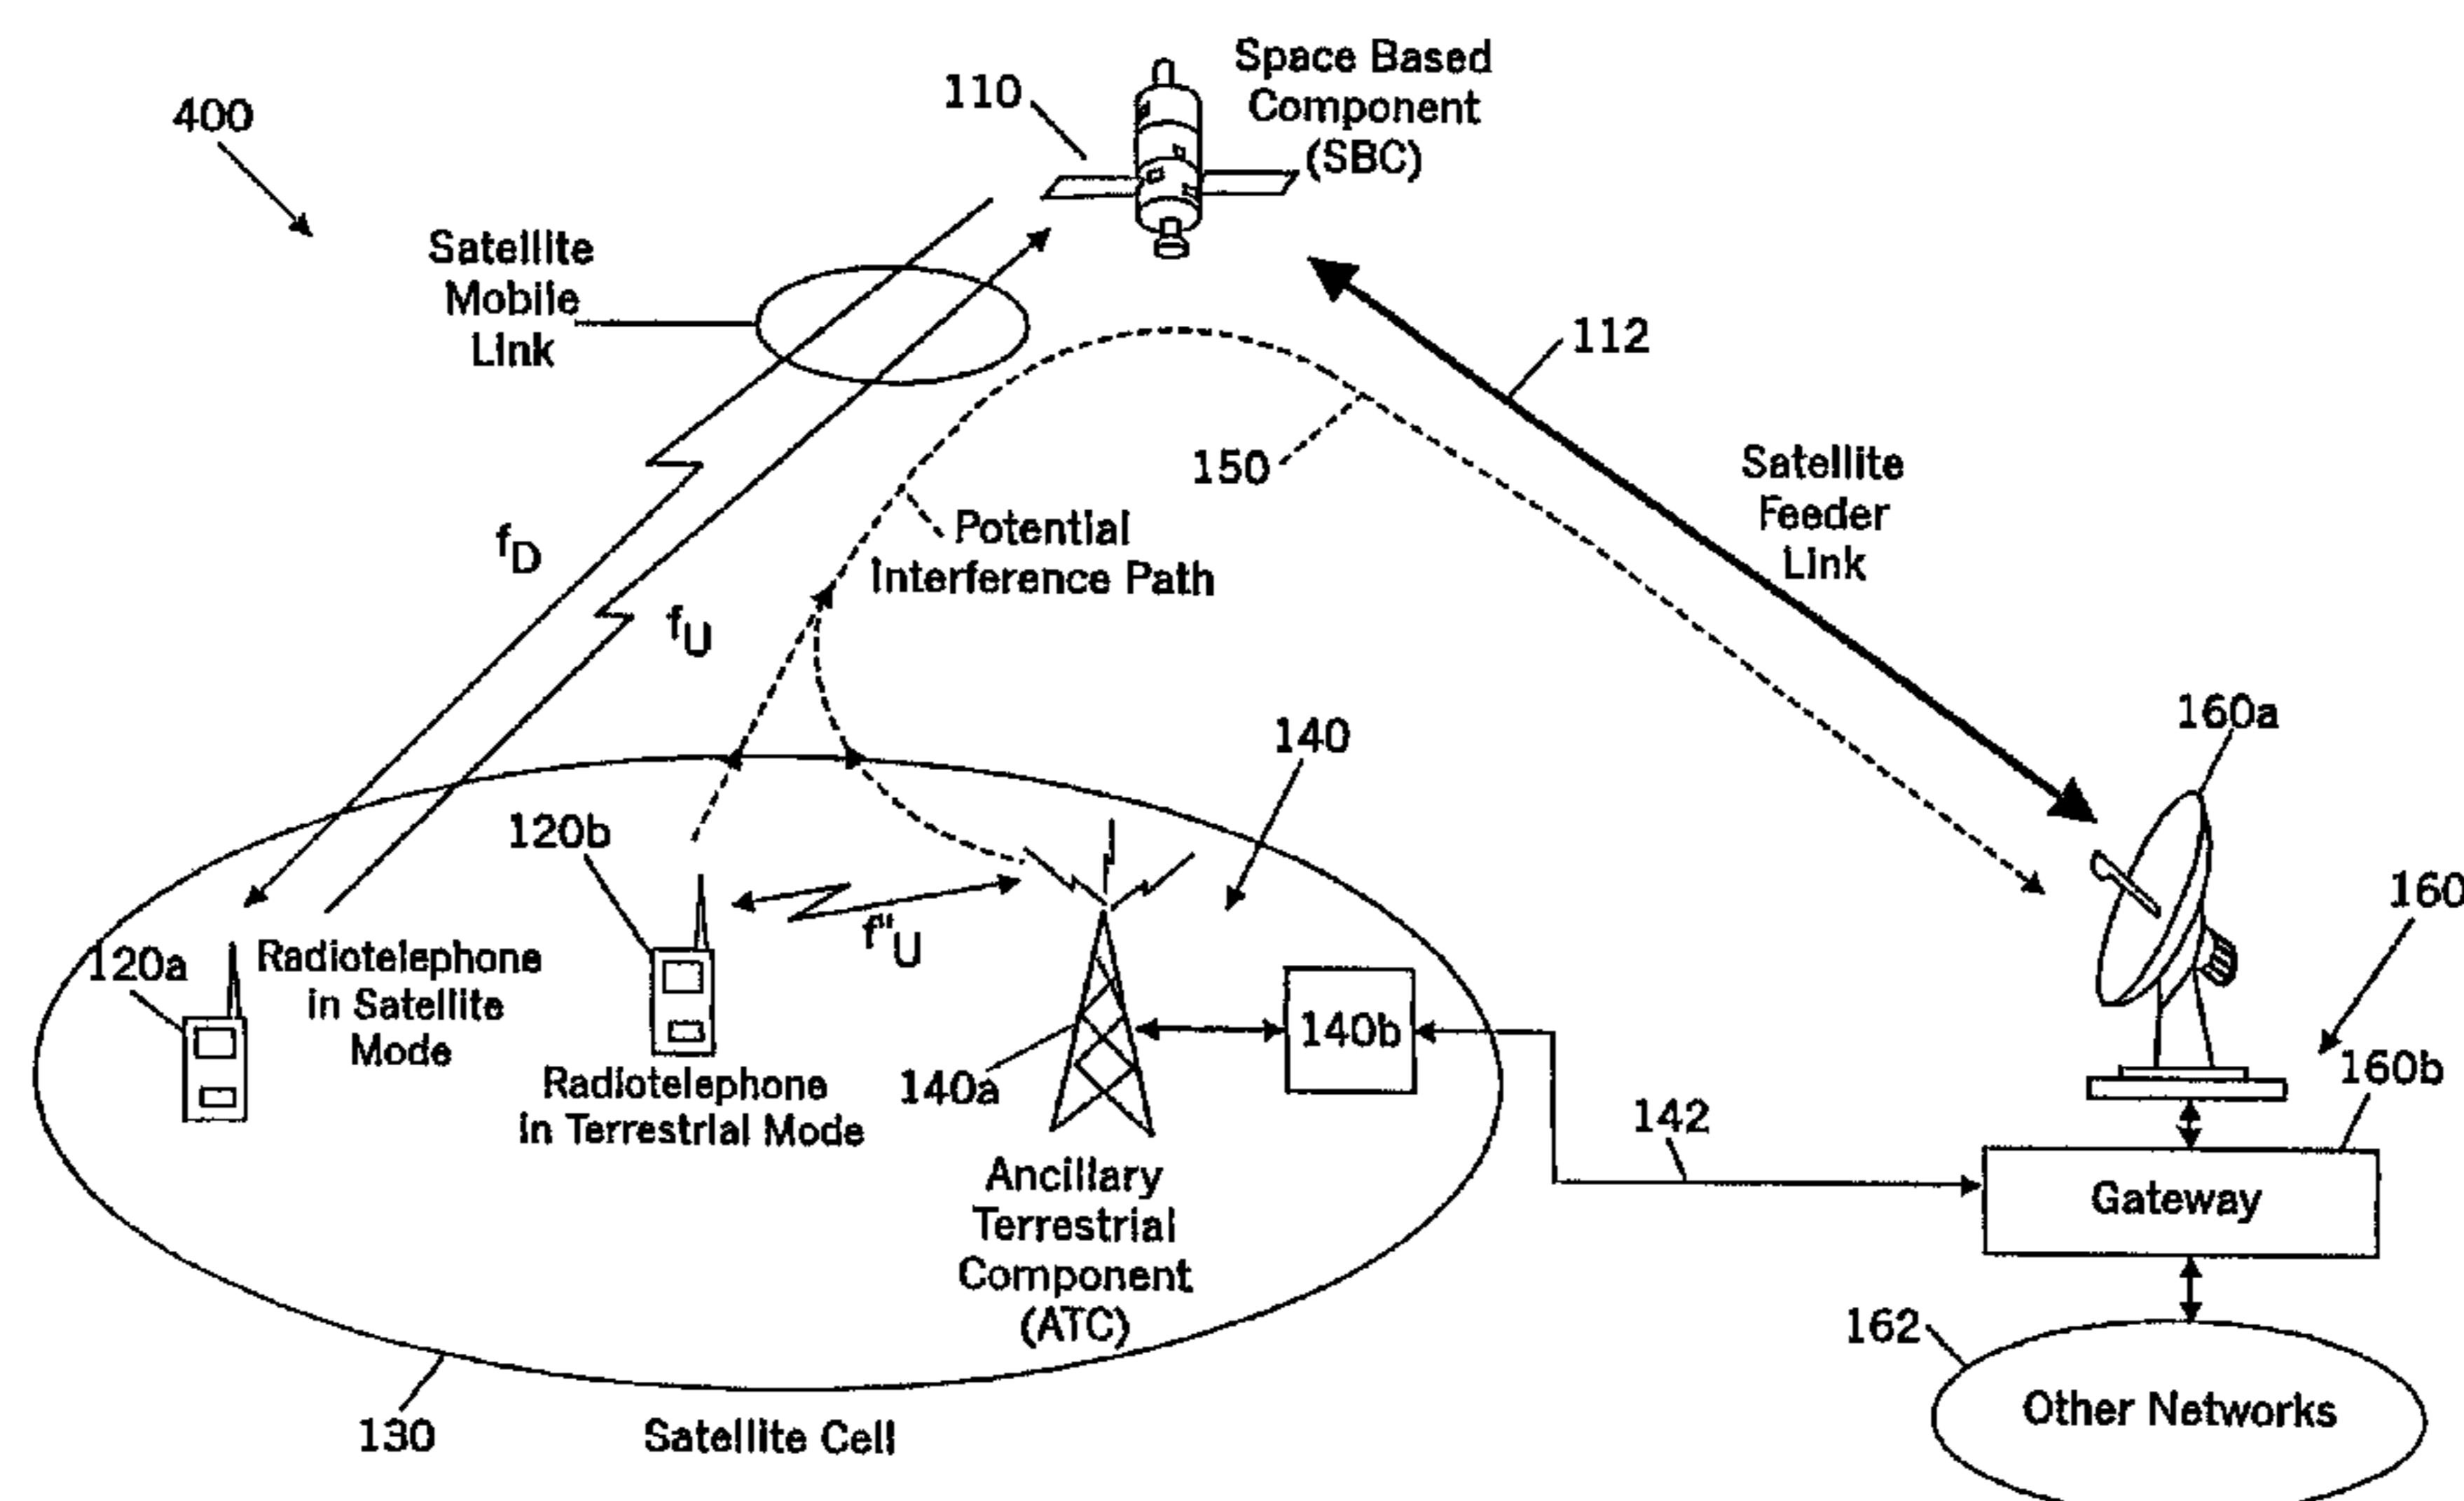 400
110
Space Based
Component
(SBC)
Satellite
Mobile
Link
112
150
Satellite
Feeder
Link
fD
Potential
Interference Path
fU
140
160a
120b
160
f"U
120a
Radiotelephone
in Satellite
Mode
140b
160b
Radiotelephone
in Terrestrial Mode
140a
142
Ancillary
Terrestrial
Component
(ATC)
Gateway
162
130
Satellite Cell
Other Networks